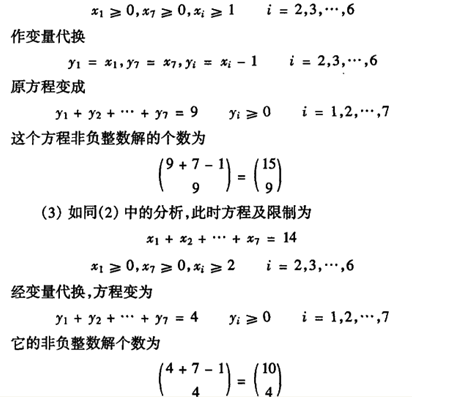 x₁ ⩾ 0, x₇ ⩾ 0, xᵢ ⩾ 1  i = 2,3,⋯,6
作变量代换
y₁ = x₁, y₇ = x₇, yᵢ = xᵢ − 1  i = 2,3,⋯,6
原方程变成
y₁ + y₂ + ⋯ + y₇ = 9  yᵢ ⩾ 0  i = 1,2,⋯,7
这个方程非负整数解的个数为
(9 + 7 − 1 9) = (15 9)
(3) 如同(2) 中的分析,此时方程及限制为
x₁ + x₂ + ⋯ + x₇ = 14
x₁ ⩾ 0, x₇ ⩾ 0, xᵢ ⩾ 2  i = 2,3,⋯,6
经变量代换,方程变为
y₁ + y₂ + ⋯ + y₇ = 4  yᵢ ⩾ 0  i = 1,2,⋯,7
它的非负整数解个数为
(4 + 7 − 1 4) = (10 4)